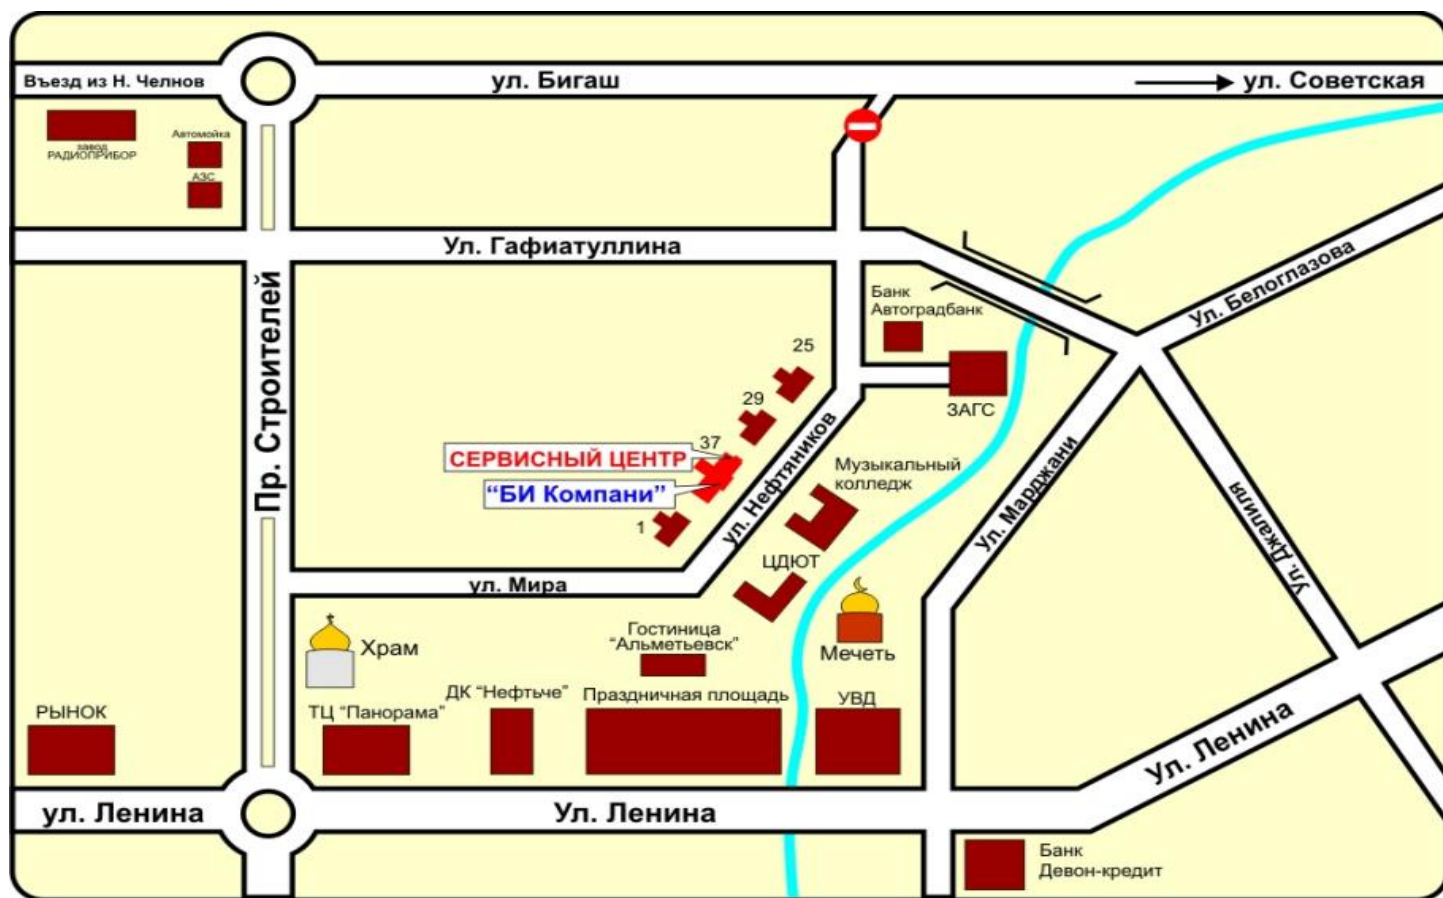 Въезд из Н. Челнов
ул. Бигаш
ул. Советская
завод
РАДИОПРИБОР
Автомойка
АЗС
Ул. Гафиатуллина
Пр. Строителей
Банк
Автоградбанк
Ул. Белоглазова
25
29
37
1
ЗАГС
СЕРВИСНЫЙ ЦЕНТР
“БИ Компани”
ул. Нефтяников
Музыкальный
колледж
Ул. Марджани
Ул. Джалиля
ЦДЮТ
ул. Мира
Храм
Гостиница
“Альметьевск”
Мечеть
РЫНОК
ТЦ “Панорама”
ДК “Нефтьче”
Праздничная площадь
УВД
ул. Ленина
Ул. Ленина
Ул. Ленина
Банк
Девон-кредит